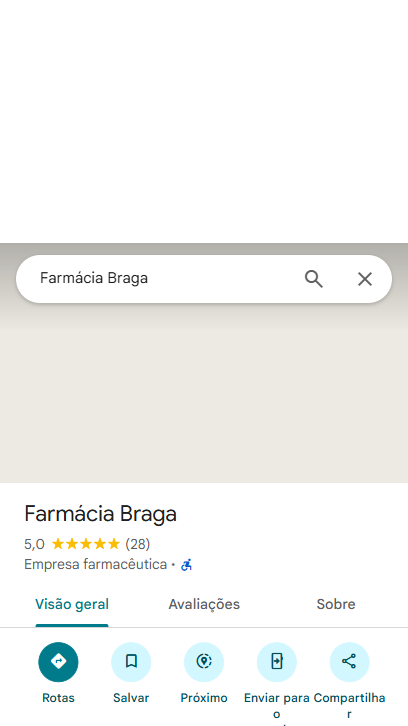 Farmácia Braga
Farmácia Braga
5,0 (28)
Empresa farmacêutica ·
Visão geral Avaliações Sobre
Rotas Salvar Próximo Enviar para o Compartilhar